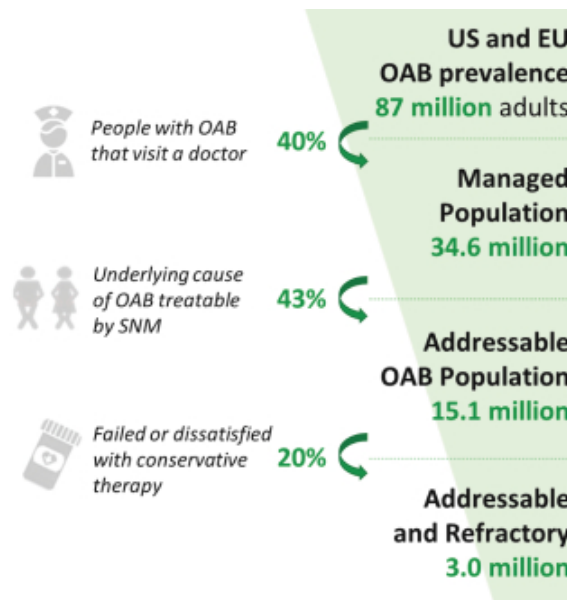 US and EU
OAB prevalence
87 million adults
People with OAB
that visit a doctor
40%
Managed
Population
34.6 million
Underlying cause
of OAB treatable
by SNM
43%
Addressable
OAB Population
15.1 million
Failed or dissatisfied
with conservative
therapy
20%
Addressable
and Refractory
3.0 million